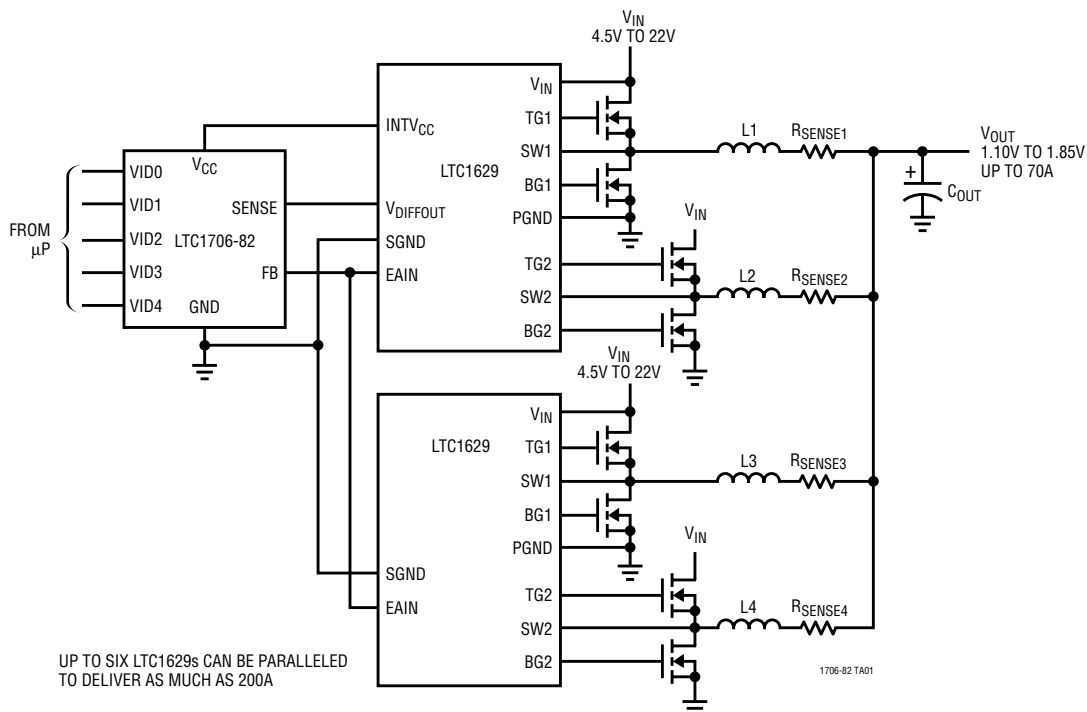 VIN
4.5V TO 22V
VIN
TG1
INTVCC
SW1
L1
RSENSE1
VOUT
1.10V TO 1.85V
UP TO 70A
VCC
LTC1629
BG1
+
COUT
VID0
VID1
SENSE
VDIFFOUT
PGND
VIN
FROM
μP
VID2
LTC1706-82
SGND
TG2
VID3
FB
EAIN
SW2
L2
RSENSE2
VID4
GND
BG2
VIN
4.5V TO 22V
VIN
LTC1629
TG1
SW1
L3
RSENSE3
BG1
PGND
VIN
SGND
TG2
EAIN
SW2
L4
RSENSE4
BG2
UP TO SIX LTC1629s CAN BE PARALLELED
TO DELIVER AS MUCH AS 200A
1706-82 TA01